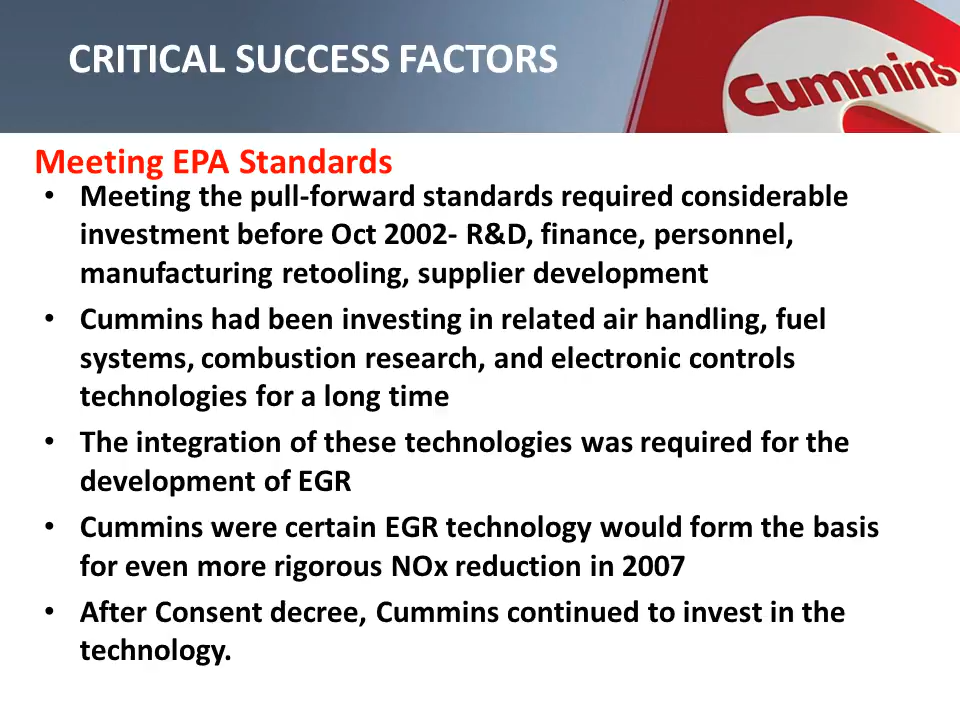 CRITICAL SUCCESS FACTORS
Cummins
Meeting EPA Standards
• Meeting the pull-forward standards required considerable
investment before Oct 2002- R&D, finance, personnel,
manufacturing retooling, supplier development
• Cummins had been investing in related air handling, fuel
systems, combustion research, and electronic controls
technologies for a long time
• The integration of these technologies was required for the
development of EGR
• Cummins were certain EGR technology would form the basis
for even more rigorous NOx reduction in 2007
• After Consent decree, Cummins continued to invest in the
technology.